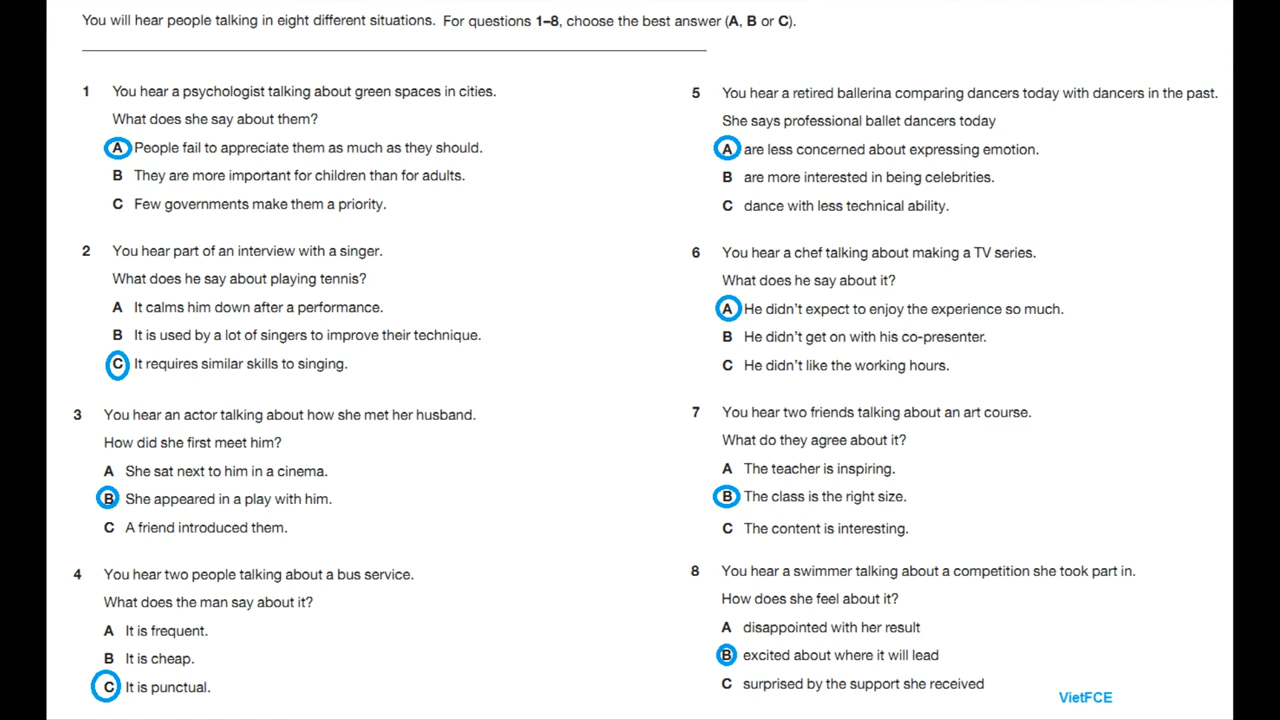 You will hear people talking in eight different situations. For questions 1–8, choose the best answer (A, B or C).
1 You hear a psychologist talking about green spaces in cities.
What does she say about them?
A People fail to appreciate them as much as they should.
B They are more important for children than for adults.
C Few governments make them a priority.
2 You hear part of an interview with a singer.
What does he say about playing tennis?
A It calms him down after a performance.
B It is used by a lot of singers to improve their technique.
C It requires similar skills to singing.
3 You hear an actor talking about how she met her husband.
How did she first meet him?
A She sat next to him in a cinema.
B She appeared in a play with him.
C A friend introduced them.
4 You hear two people talking about a bus service.
What does the man say about it?
A It is frequent.
B It is cheap.
C It is punctual.
5 You hear a retired ballerina comparing dancers today with dancers in the past.
She says professional ballet dancers today
A are less concerned about expressing emotion.
B are more interested in being celebrities.
C dance with less technical ability.
6 You hear a chef talking about making a TV series.
What does he say about it?
A He didn't expect to enjoy the experience so much.
B He didn't get on with his co-presenter.
C He didn't like the working hours.
7 You hear two friends talking about an art course.
What do they agree about it?
A The teacher is inspiring.
B The class is the right size.
C The content is interesting.
8 You hear a swimmer talking about a competition she took part in.
How does she feel about it?
A disappointed with her result
B excited about where it will lead
C surprised by the support she received
VietFCE